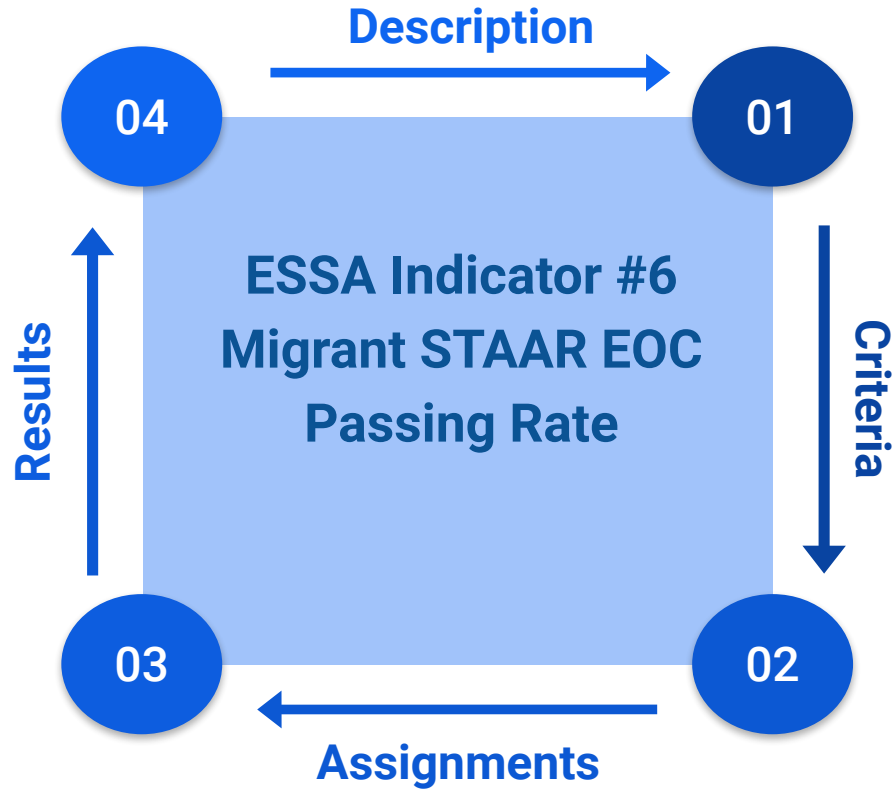 Description
04
01
ESSA Indicator #6
Migrant STAAR EOC
Passing Rate
Results
Criteria
03
02
Assignments